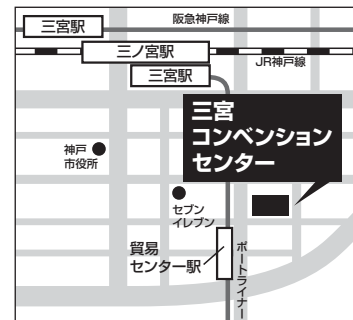 阪急神戸線
三宮駅
三ノ宮駅
三宮駅
JR神戸線
三宮
コンベンション
センター
神戸
市役所
セブン
イレブン
貿易
センター駅
ポートライナー